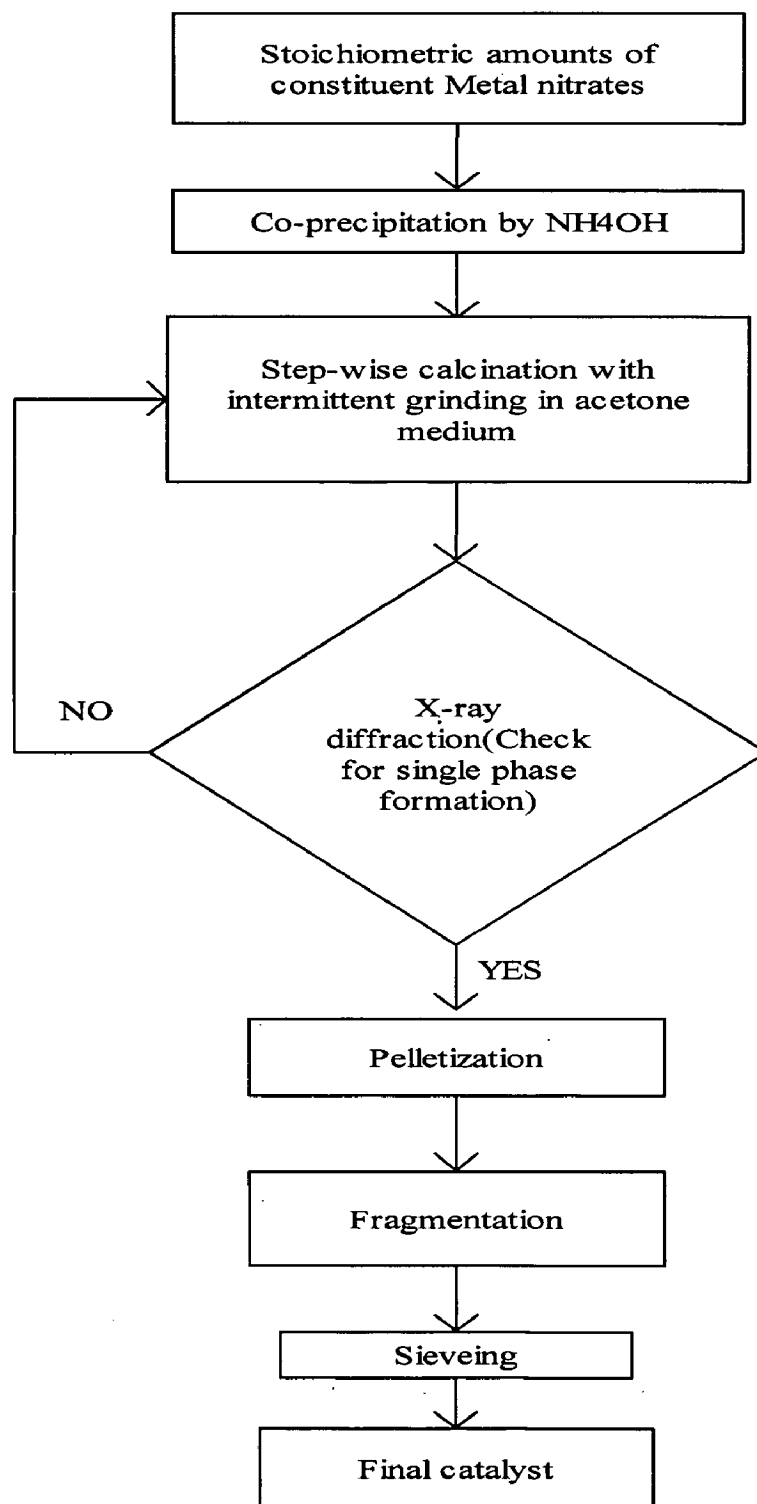 Stoichiometric amounts of
constituent Metal nitrates
Co-precipitation by NH4OH
Step-wise calcination with
intermittent grinding in acetone
medium
NO
X-ray
diffraction(Check
for single phase
formation)
YES
Pelletization
Fragmentation
Sieveing
Final catalyst